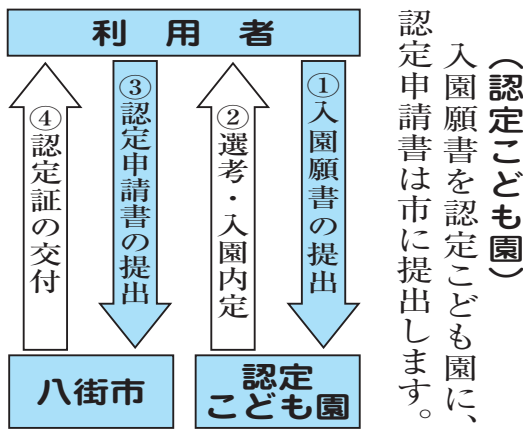 （認定こども園）
入園願書を認定こども園に、
認定申請書は市に提出します。
利用者
①入園願書の提出
②選考・入園内定
③認定申請書の提出
④認定証の交付
認定
こども園
八街市